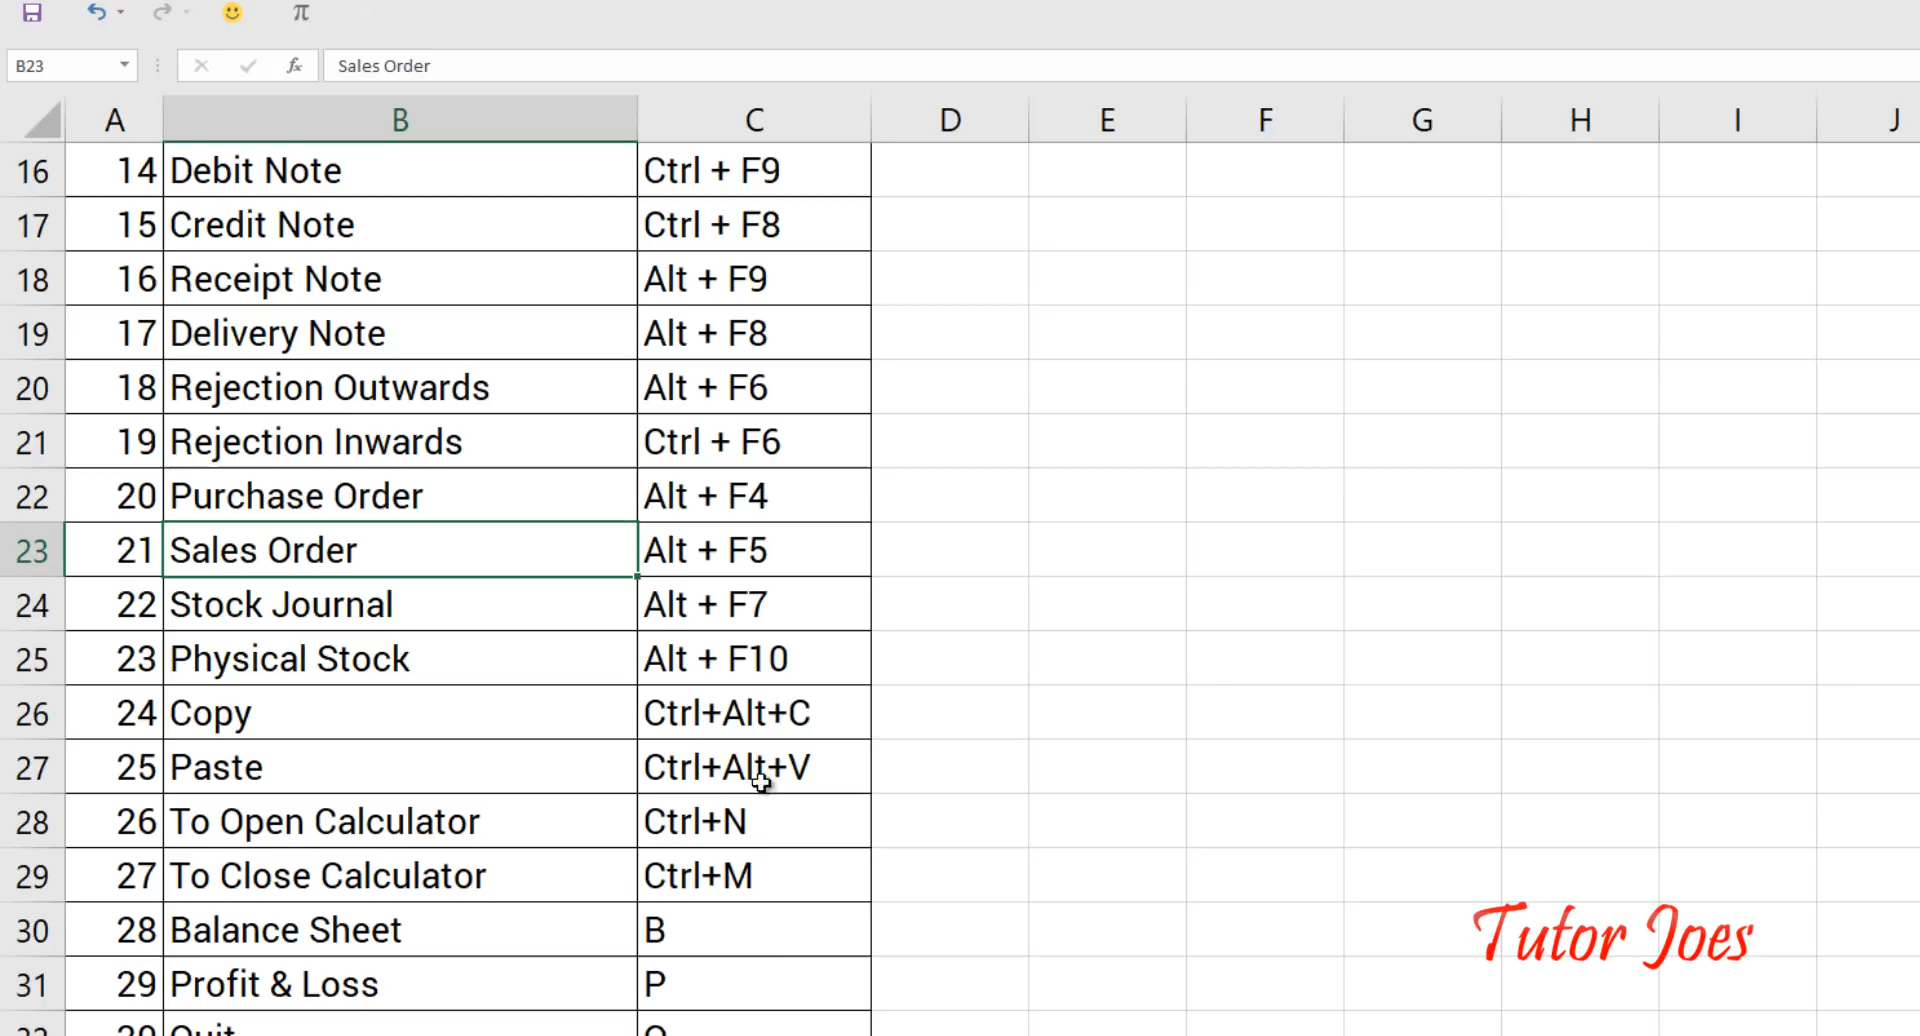 π
B23 fx Sales Order
A B C D E F G H I J
16 14 Debit Note Ctrl + F9
17 15 Credit Note Ctrl + F8
18 16 Receipt Note Alt + F9
19 17 Delivery Note Alt + F8
20 18 Rejection Outwards Alt + F6
21 19 Rejection Inwards Ctrl + F6
22 20 Purchase Order Alt + F4
23 21 Sales Order Alt + F5
24 22 Stock Journal Alt + F7
25 23 Physical Stock Alt + F10
26 24 Copy Ctrl+Alt+C
27 25 Paste Ctrl+Alt+V
28 26 To Open Calculator Ctrl+N
29 27 To Close Calculator Ctrl+M
30 28 Balance Sheet B
31 29 Profit & Loss P
Tutor Joes